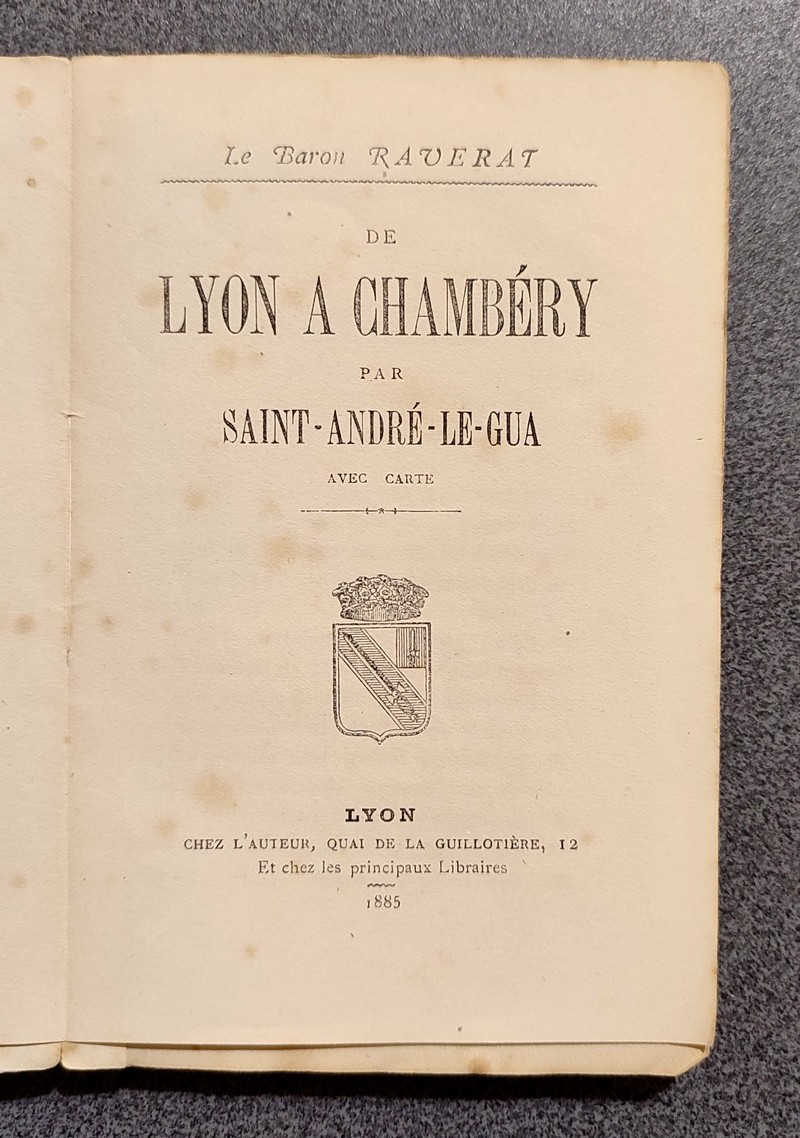 Le Baron RAVERAT
DE
LYON A CHAMBÉRY
PAR
SAINT-ANDRÉ-LE-GUA
AVEC CARTE
LYON
CHEZ L'AUTEUR, QUAI DE LA GUILLOTIÈRE, 12
Et chez les principaux Libraires
1885